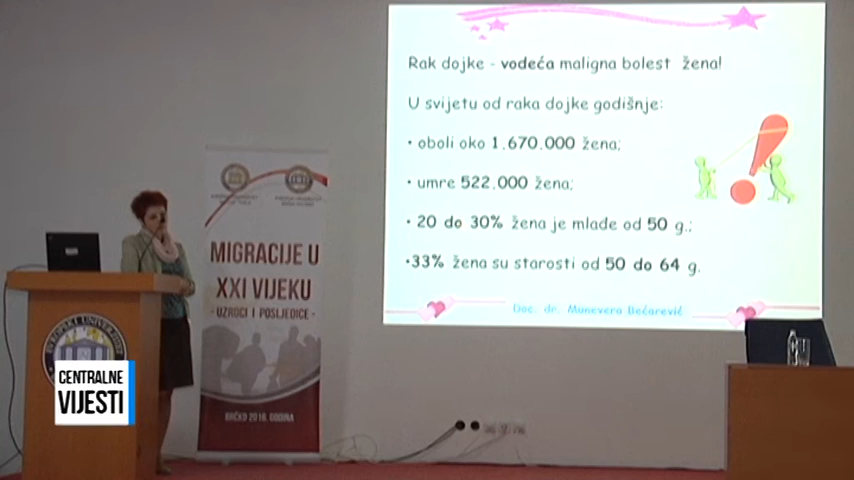 Rak dojke - vodeća maligna bolest žena!
U svijetu od raka dojke godišnje:
• oboli oko 1.670.000 žena;
• umre 522.000 žena;
• 20 do 30% žena je mlađe od 50 g.;
•33% žena su starosti od 50 do 64 g.
Doc. dr. Munevera Bećarević
MIGRACIJE U
XXI VIJEKU
- UZROCI I POSLJEDICE -
BRČKO 2016. GODINA
CENTRALNE
VIJESTI